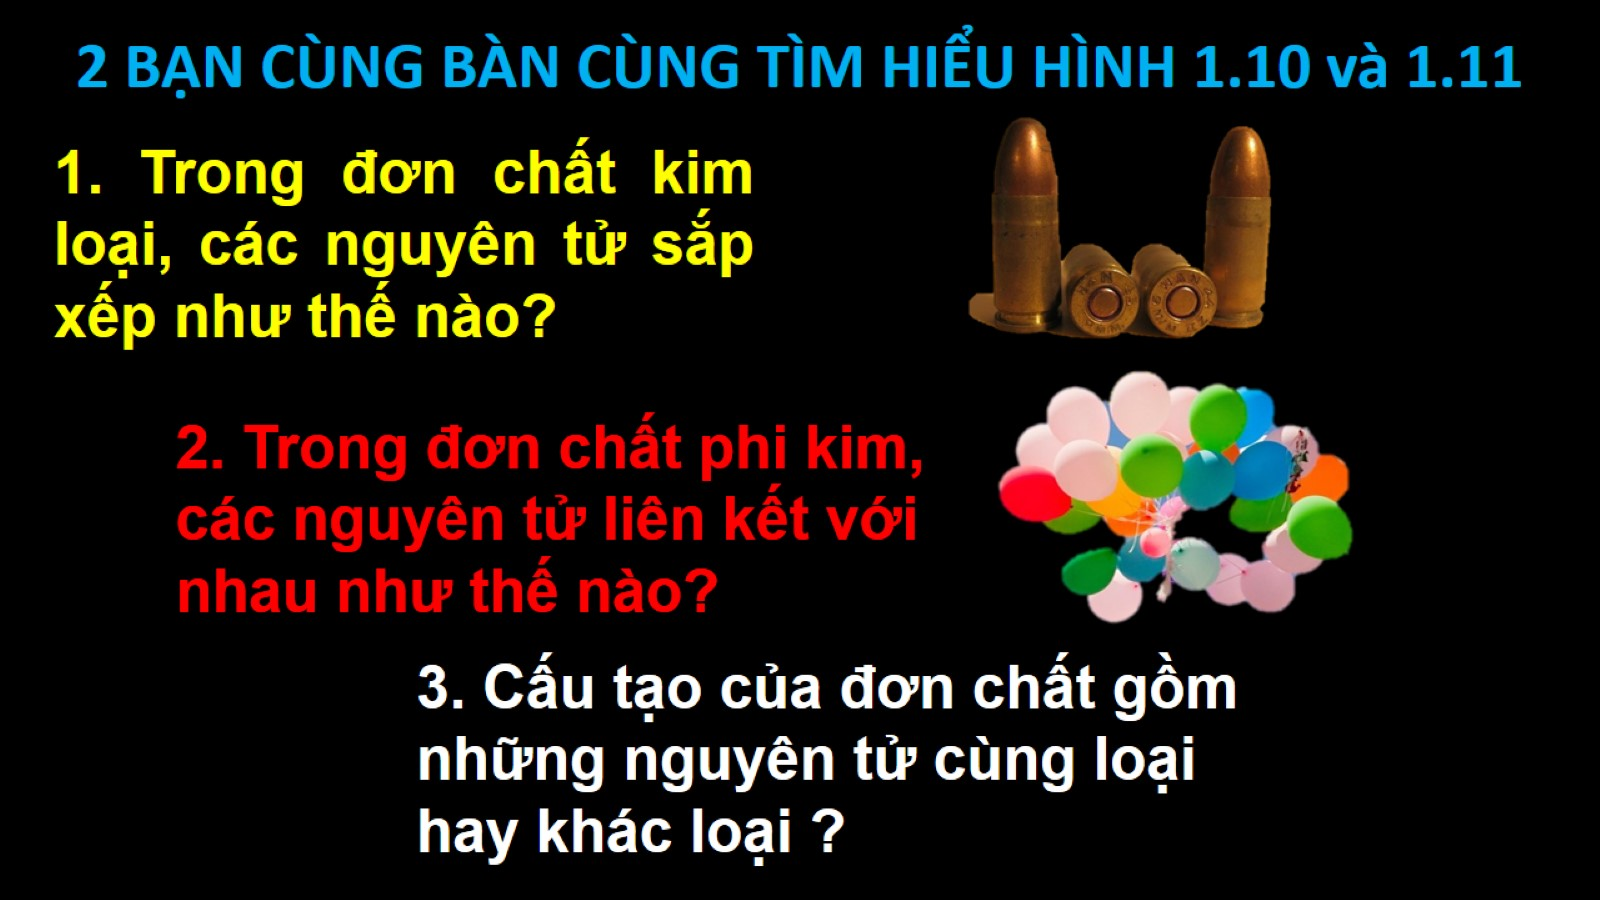 2 BẠN CÙNG BÀN CÙNG TÌM HIỂU HÌNH 1.10 và 1.11
1. Trong đơn chất kim
loại, các nguyên tử sắp
xếp như thế nào?
2. Trong đơn chất phi kim,
các nguyên tử liên kết với
nhau như thế nào?
3. Cấu tạo của đơn chất gồm
những nguyên tử cùng loại
hay khác loại ?